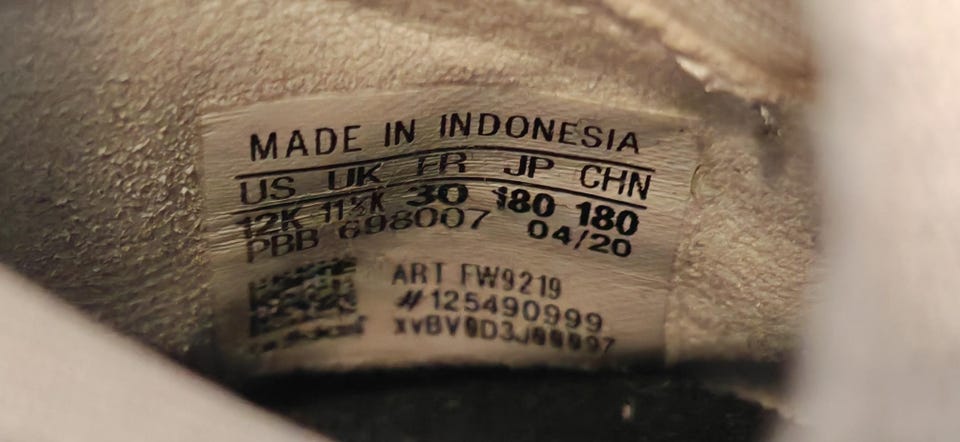 MADE IN INDONESIA
US UK FR JP CHN
12K 11½K 30 180 180
PBB 698007 04/20
ART FW9219
#125490999